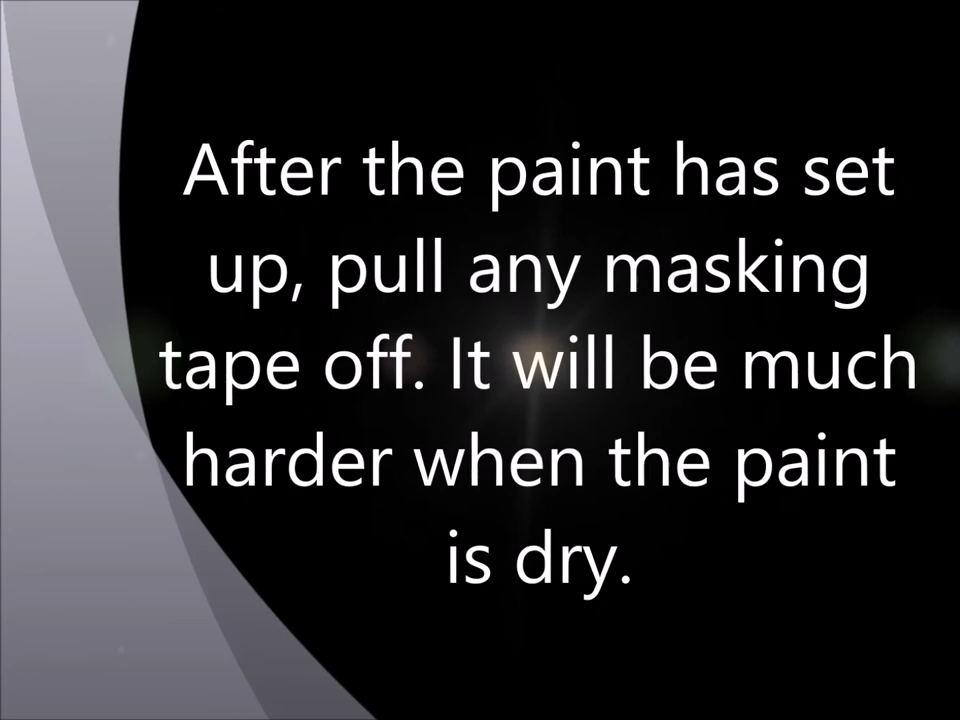 After the paint has set
up, pull any masking
tape off. It will be much
harder when the paint
is dry.